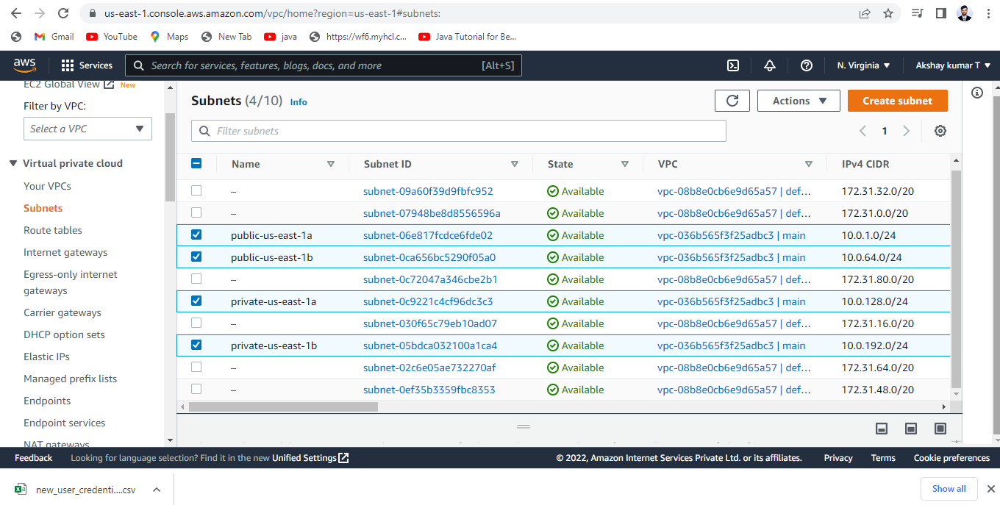 us-east-1.console.aws.amazon.com/vpc/home?region=us-east-1#subnets:
Gmail YouTube Maps New Tab java https://wf6.myhcl.c... Java Tutorial for Be...
aws Services Search for services, features, blogs, docs, and more [Alt+S] N. Virginia Akshay kumar T
EC2 Global View New
Filter by VPC:
Select a VPC
Virtual private cloud
Your VPCs
Subnets
Route tables
Internet gateways
Egress-only internet
gateways
Carrier gateways
DHCP option sets
Elastic IPs
Managed prefix lists
Endpoints
Endpoint services
NAT gateways
Subnets (4/10) Info Actions Create subnet
Filter subnets 1
Name Subnet ID State VPC IPv4 CIDR
– subnet-09a60f39d9fbfc952 Available vpc-08b8e0cb6e9d65a57 | def... 172.31.32.0/20
– subnet-07948be8d8556596a Available vpc-08b8e0cb6e9d65a57 | def... 172.31.0.0/20
public-us-east-1a subnet-06e817fcdce6fde02 Available vpc-036b565f3f25adbc3 | main 10.0.1.0/24
public-us-east-1b subnet-0ca656bc5290f05a0 Available vpc-036b565f3f25adbc3 | main 10.0.64.0/24
– subnet-0c72047a346cbe2b1 Available vpc-08b8e0cb6e9d65a57 | def... 172.31.80.0/20
private-us-east-1a subnet-0c9221c4cf96dc3c3 Available vpc-036b565f3f25adbc3 | main 10.0.128.0/24
– subnet-030f65c79eb10ad07 Available vpc-08b8e0cb6e9d65a57 | def... 172.31.16.0/20
private-us-east-1b subnet-05bdca032100a1ca4 Available vpc-036b565f3f25adbc3 | main 10.0.192.0/24
– subnet-02c6e05ae732270af Available vpc-08b8e0cb6e9d65a57 | def... 172.31.64.0/20
– subnet-0ef35b3359fbc8353 Available vpc-08b8e0cb6e9d65a57 | def... 172.31.48.0/20
Feedback Looking for language selection? Find it in the new Unified Settings © 2022, Amazon Internet Services Private Ltd. or its affiliates. Privacy Terms Cookie preferences
new_user_credenti....csv Show all